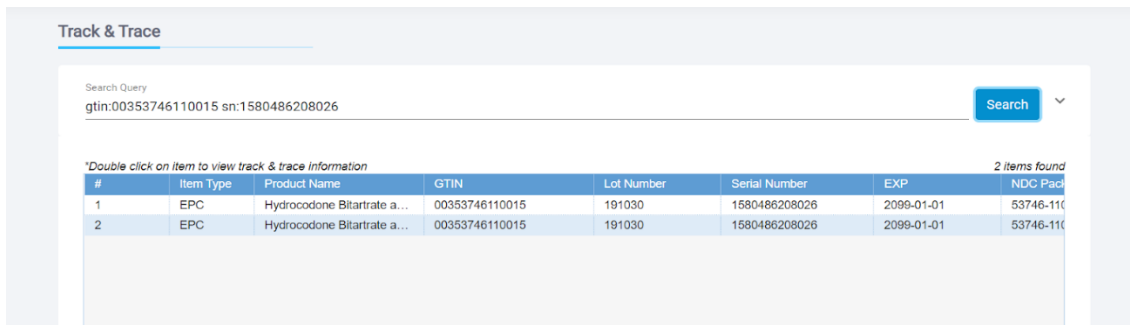 Track & Trace
Search Query
gtin:00353746110015 sn:1580486208026
Search
*Double click on item to view track & trace information
2 items found
# Item Type Product Name GTIN Lot Number Serial Number EXP NDC Pack
1 EPC Hydrocodone Bitartrate a... 00353746110015 191030 1580486208026 2099-01-01 53746-110
2 EPC Hydrocodone Bitartrate a... 00353746110015 191030 1580486208026 2099-01-01 53746-110